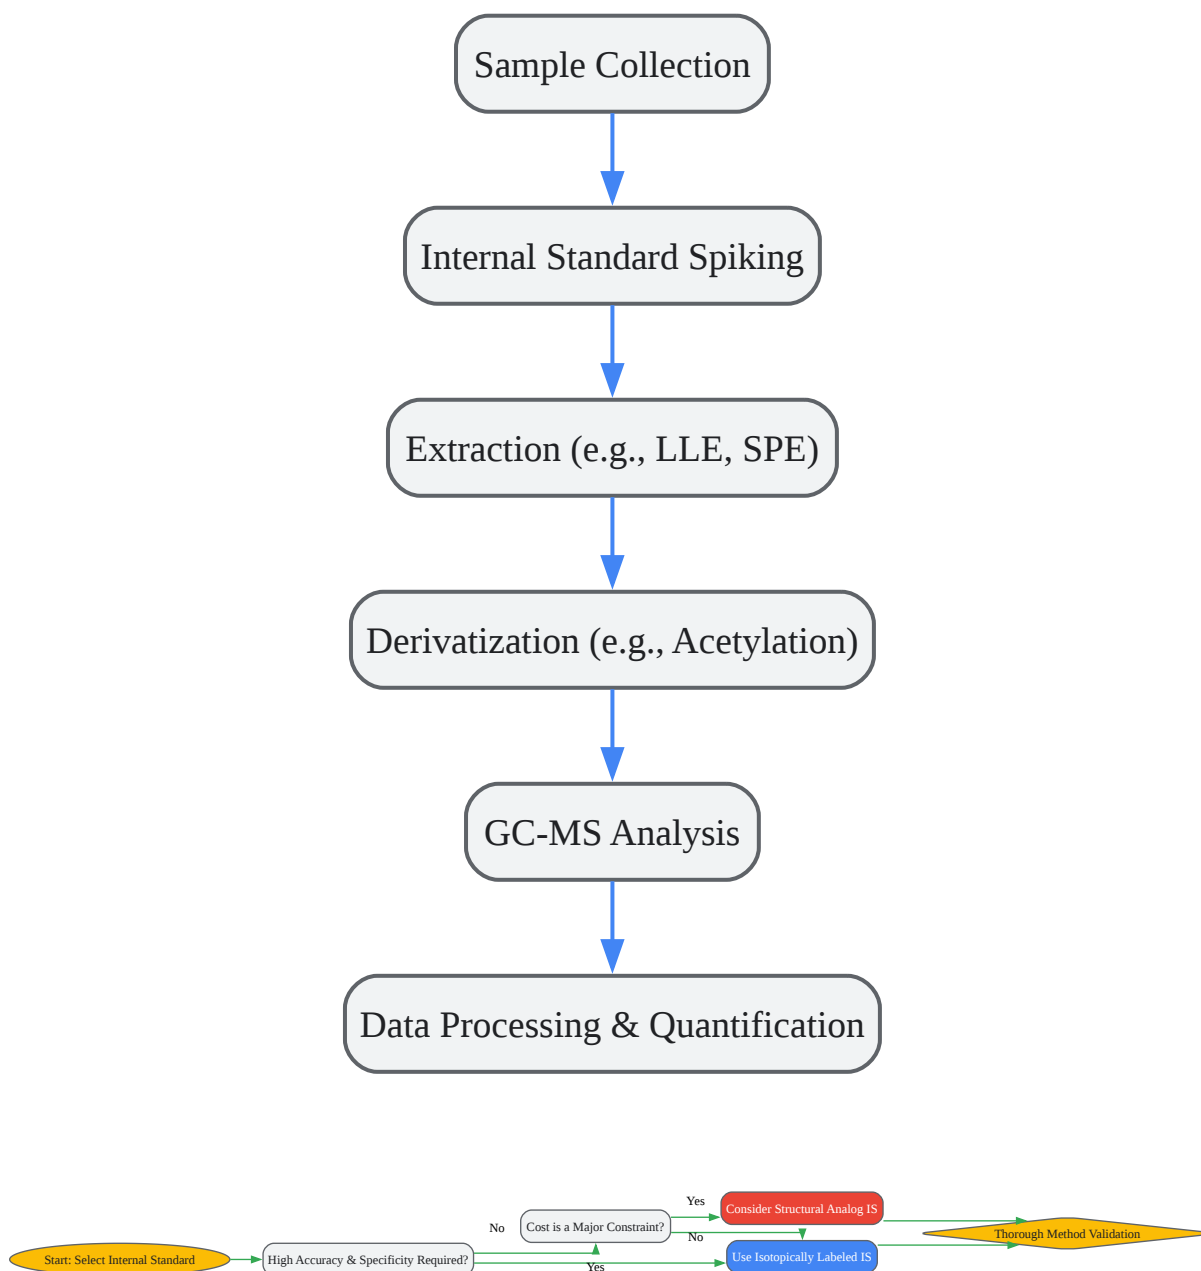 Sample Collection
Internal Standard Spiking
Extraction (e.g., LLE, SPE)
Derivatization (e.g., Acetylation)
GC-MS Analysis
Data Processing & Quantification
Start: Select Internal Standard
High Accuracy & Specificity Required?
No
Yes
Cost is a Major Constraint?
Yes
No
Consider Structural Analog IS
Use Isotopically Labeled IS
Thorough Method Validation